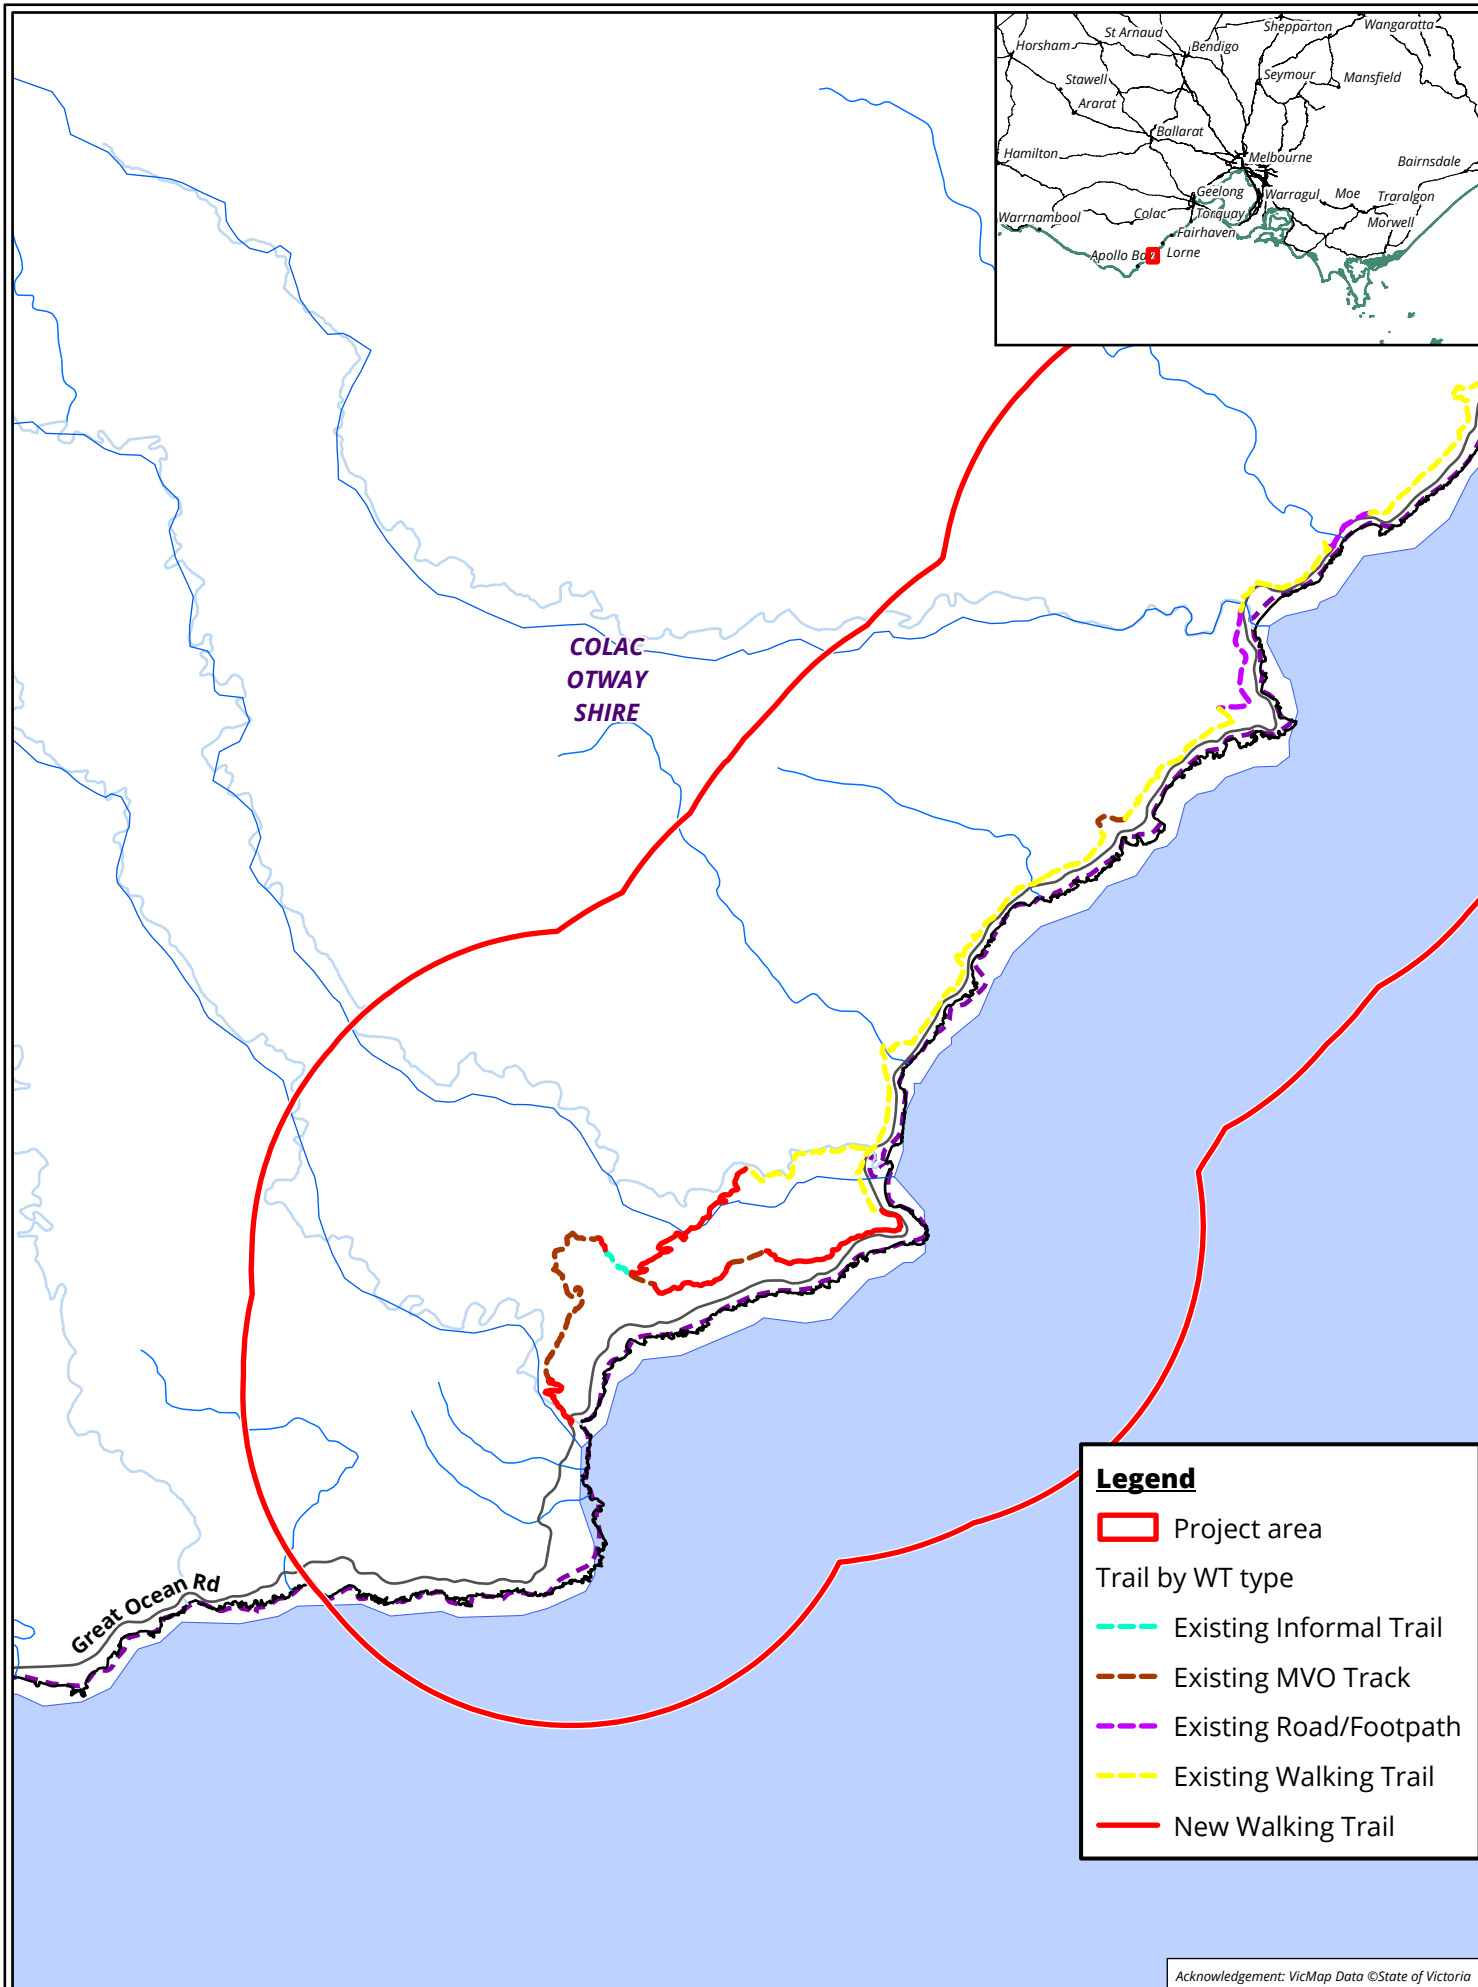 St Arnaud
Shepparton
Wangaratta
Horsham
Bendigo
Stawell
Seymour
Mansfield
Ararat
Ballarat
Hamilton
Melbourne
Bairnsdale
Geelong
Warragul
Moe
Traralgon
Warrnambool
Colac
Torquay
Morwell
Fairhaven
Apollo Ba
Lorne
COLAC
OTWAY
SHIRE
Great Ocean Rd
Legend
Project area
Trail by WT type
Existing Informal Trail
Existing MVO Track
Existing Road/Footpath
Existing Walking Trail
New Walking Trail
Acknowledgement: VicMap Data ©State of Victoria